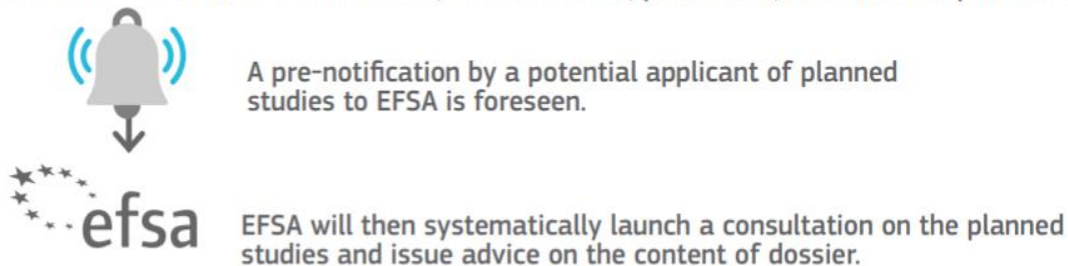 A pre-notification by a potential applicant of planned
studies to EFSA is foreseen.
efsa
EFSA will then systematically launch a consultation on the planned
studies and issue advice on the content of dossier.